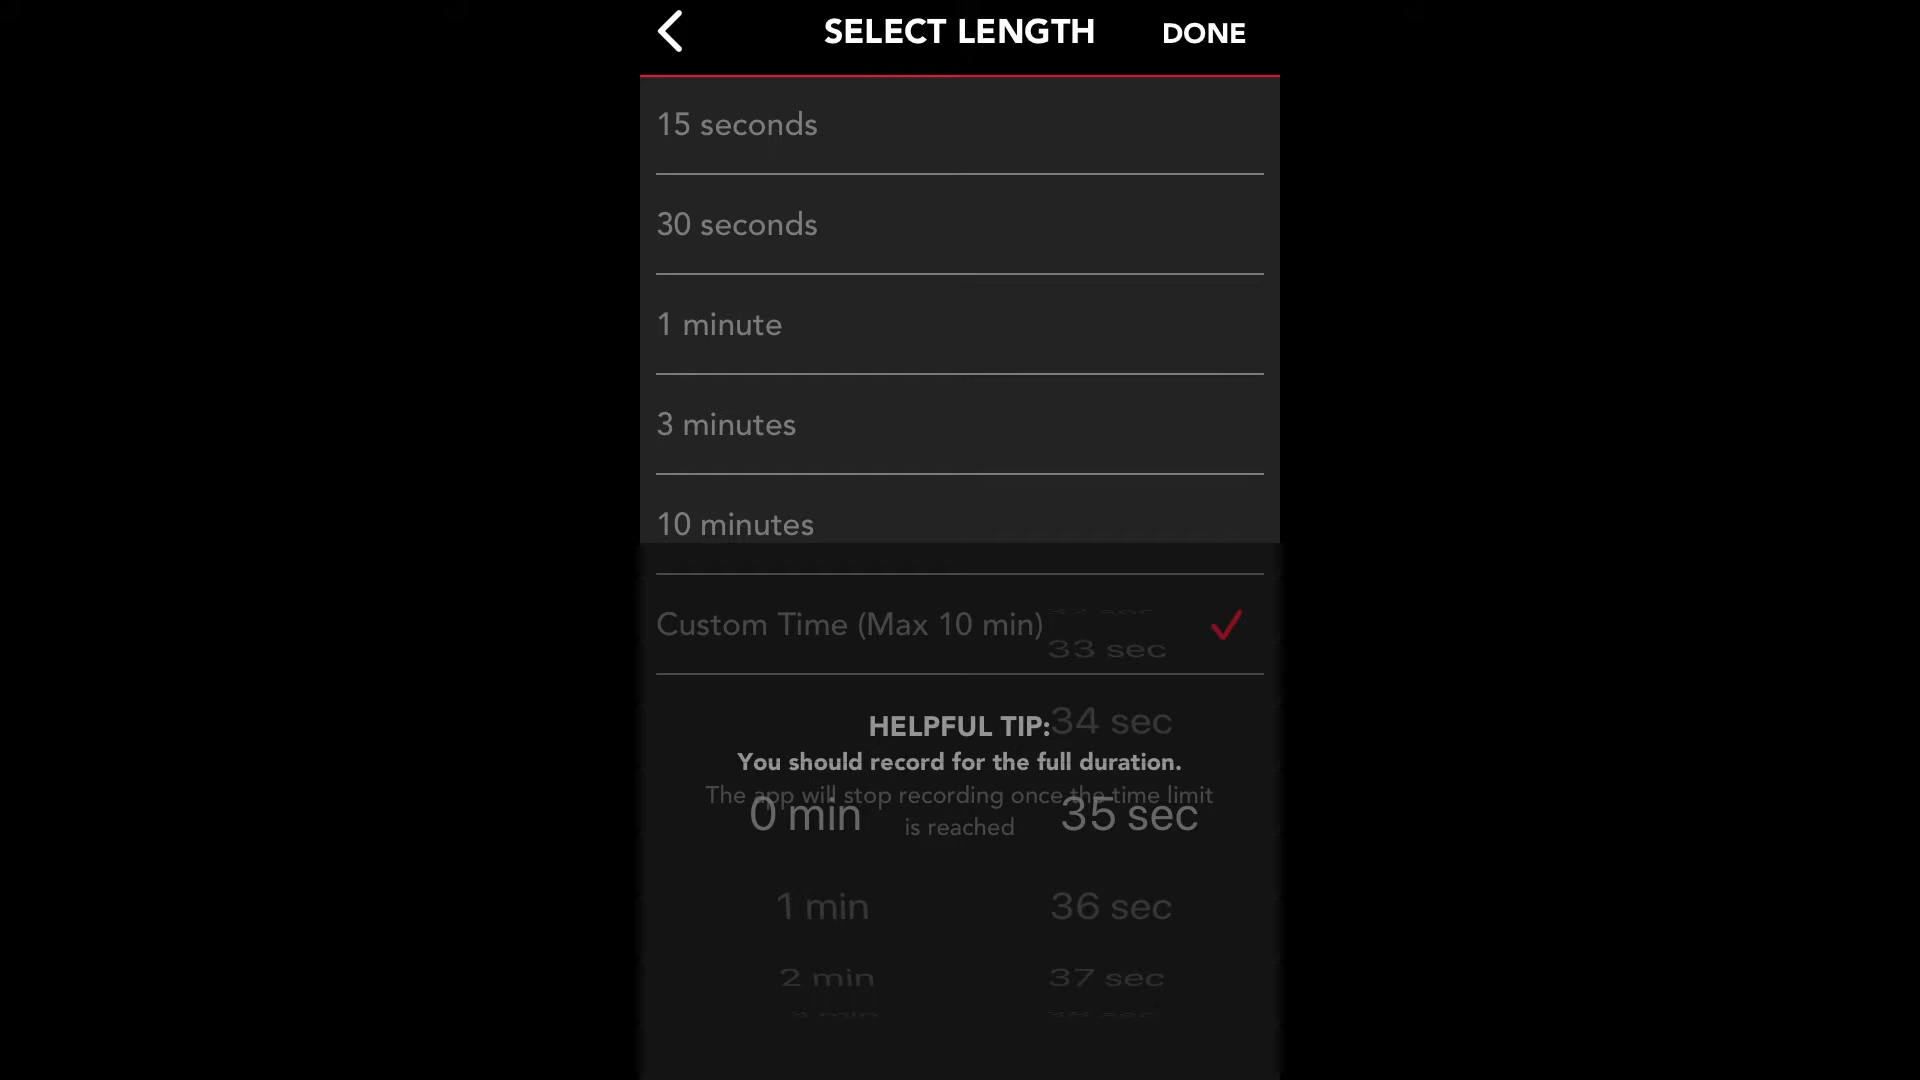 SELECT LENGTH DONE
15 seconds
30 seconds
1 minute
3 minutes
10 minutes
Custom Time (Max 10 min)
33 sec
HELPFUL TIP:
34 sec
You should record for the full duration.
The app will stop recording once the time limit
is reached
0 min 35 sec
1 min 36 sec
2 min 37 sec